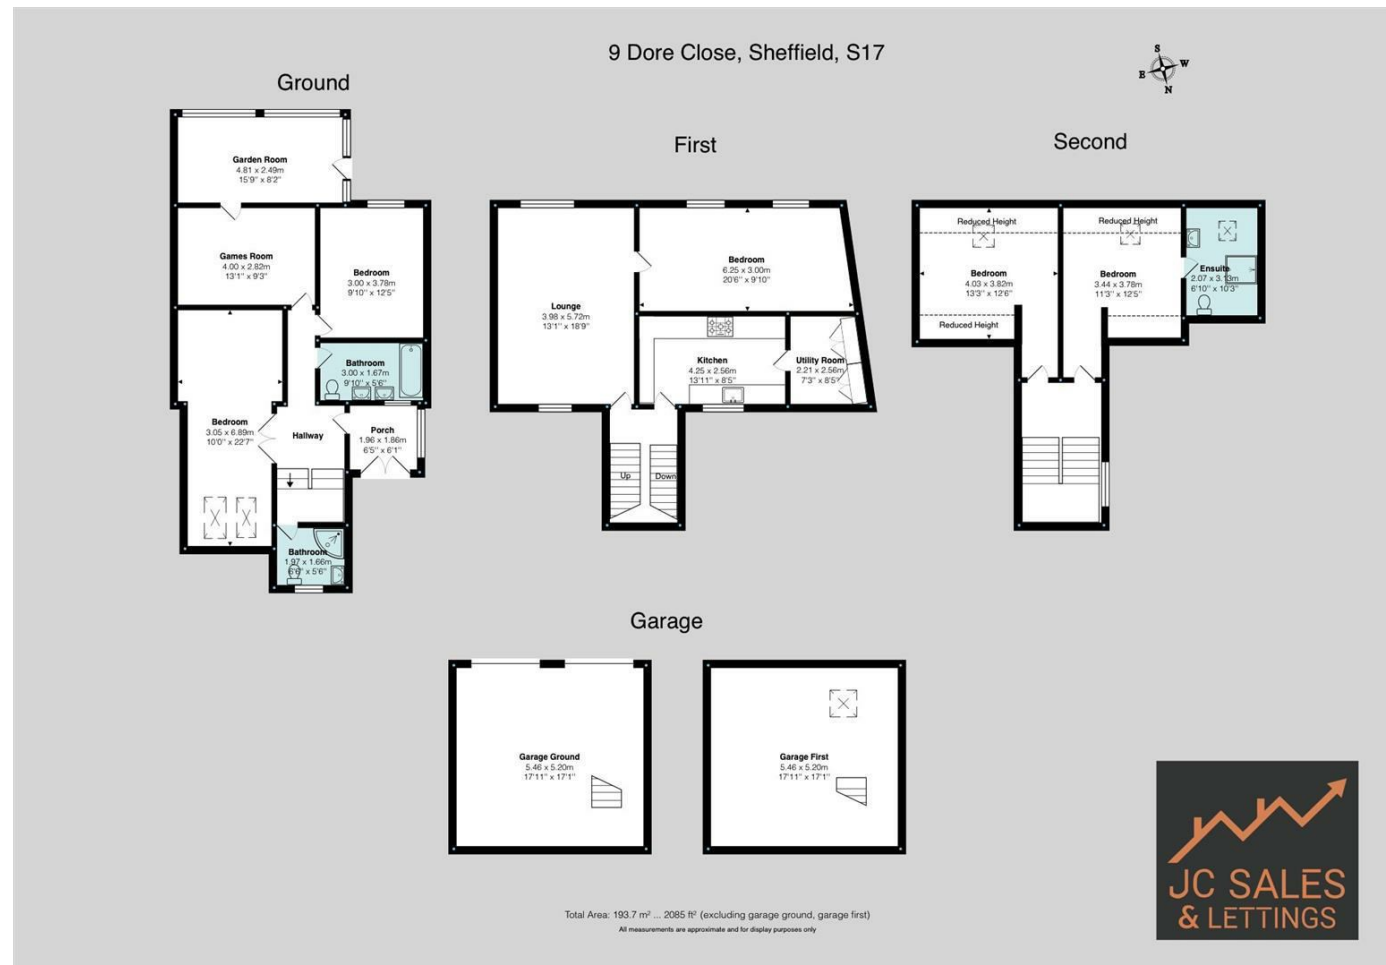 9 Dore Close, Sheffield, S17
S
E
W
N
Ground
Garden Room
4.81 x 2.49m
15'9" x 8'2"
Games Room
4.00 x 2.82m
13'1" x 9'3"
Bedroom
3.00 x 3.78m
9'10" x 12'5"
Bathroom
3.00 x 1.67m
9'10" x 5'6"
Bedroom
3.05 x 6.89m
10'0" x 22'7"
Hallway
Porch
1.96 x 1.86m
6'5" x 6'1"
Bathroom
1.97 x 1.66m
6'6" x 5'6"
First
Lounge
3.98 x 5.72m
13'1" x 18'9"
Bedroom
6.25 x 3.00m
20'6" x 9'10"
Kitchen
4.25 x 2.56m
13'11" x 8'5"
Utility Room
2.21 x 2.56m
7'3" x 8'5"
Up
Down
Second
Reduced Height
Bedroom
4.03 x 3.82m
13'3" x 12'6"
Reduced Height
Reduced Height
Bedroom
3.44 x 3.78m
11'3" x 12'5"
Ensuite
2.07 x 3.13m
6'10" x 10'3"
Garage
Garage Ground
5.46 x 5.20m
17'11" x 17'1"
Garage First
5.46 x 5.20m
17'11" x 17'1"
JC SALES
& LETTINGS
Total Area: 193.7 m² ... 2085 ft² (excluding garage ground, garage first)
All measurements are approximate and for display purposes only